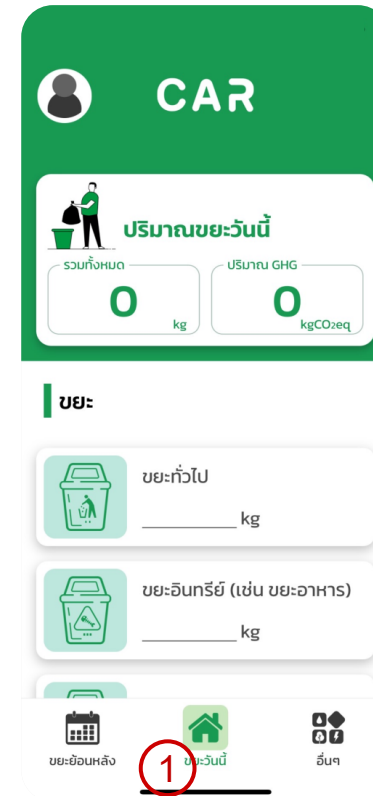 CAR
ปริมาณขยะวันนี้
รวมทั้งหมด
ปริมาณ GHG
0
kg
0
kgCO₂eq
ขยะ
ขยะทั่วไป
________ kg
ขยะอินทรีย์ (เช่น ขยะอาหาร)
________ kg
ขยะย้อนหลัง
1
ขยะวันนี้
อื่นๆ